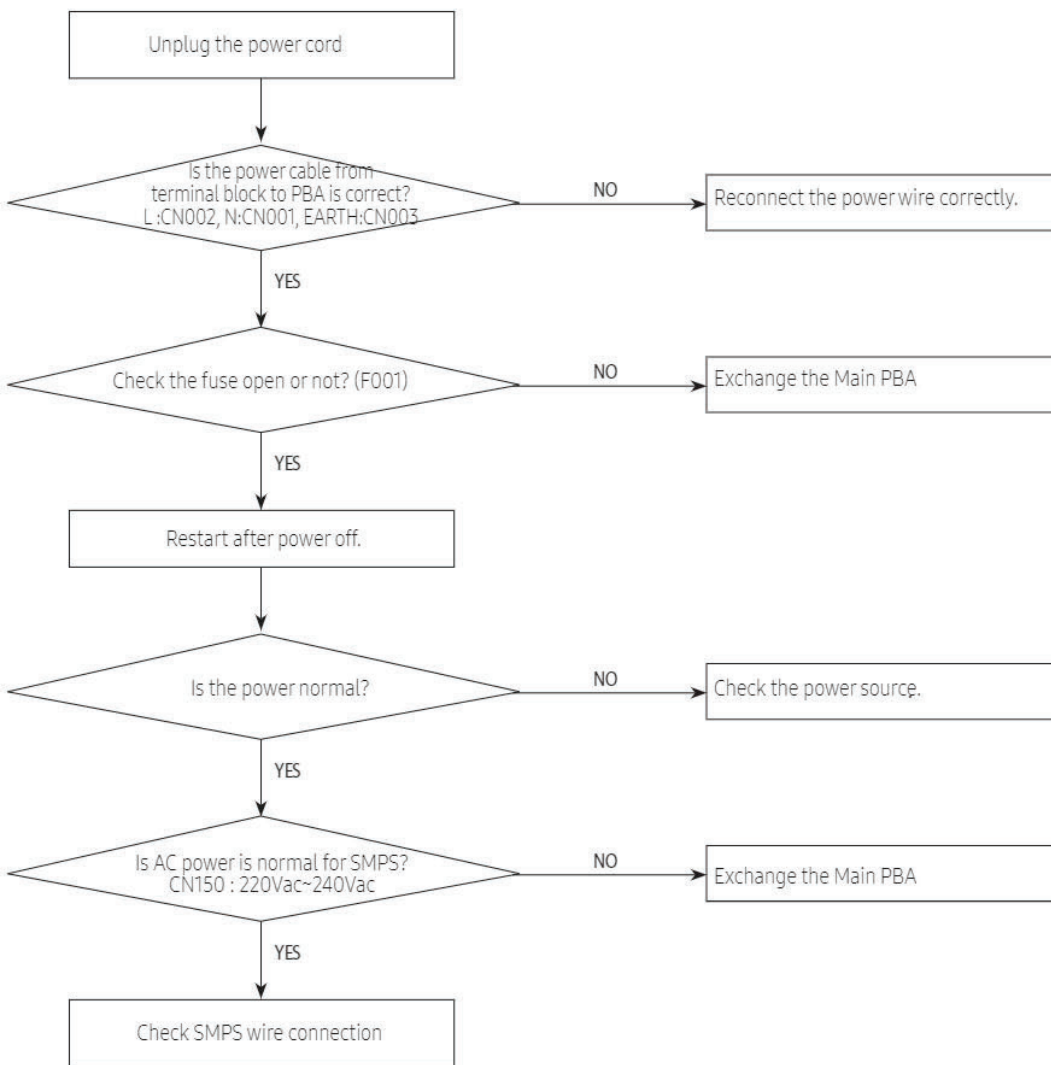 Unplug the power cord
Is the power cable from
terminal block to PBA is correct?
L :CN002, N:CN001, EARTH:CN003
NO
Reconnect the power wire correctly.
YES
Check the fuse open or not? (F001)
NO
Exchange the Main PBA
YES
Restart after power off.
Is the power normal?
NO
Check the power source.
YES
Is AC power is normal for SMPS?
CN150 : 220Vac~240Vac
NO
Exchange the Main PBA
YES
Check SMPS wire connection